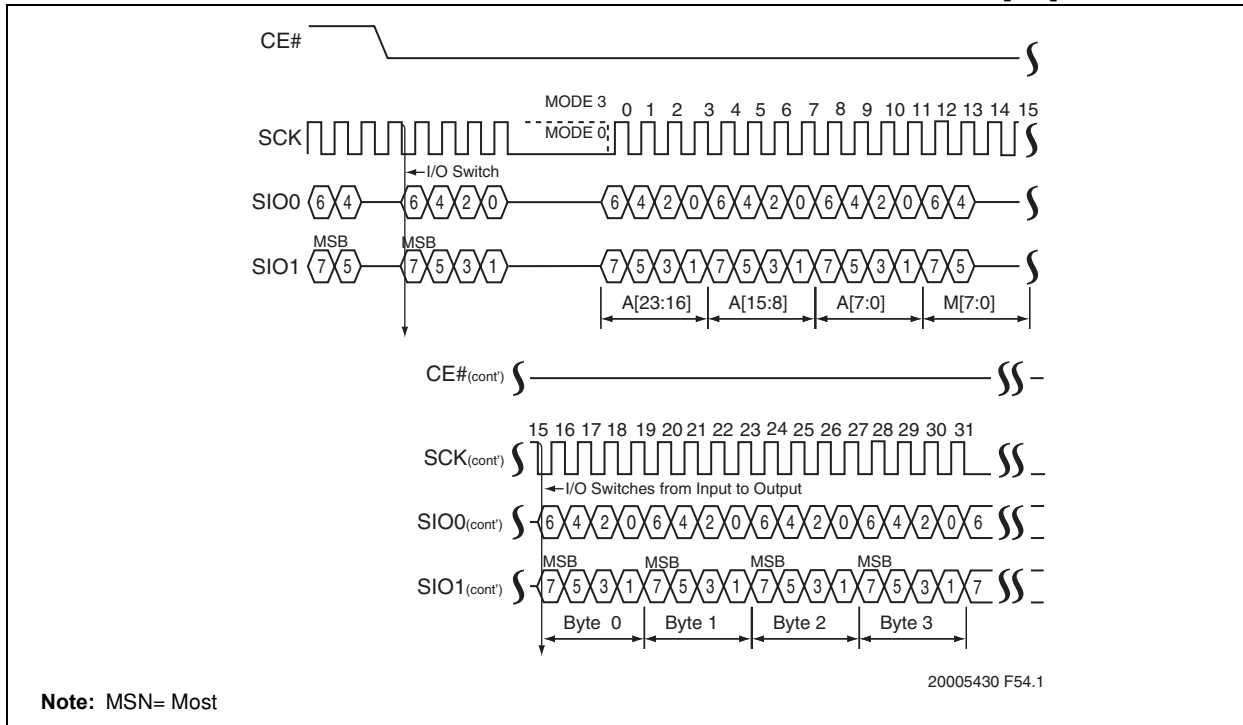 CE#
MODE 3
0 1 2 3 4 5 6 7 8 9 10 11 12 13 14 15
SCK
MODE 0
I/O Switch
SIO0 6 4 6 4 2 0 6 4 2 0 6 4 2 0 6 4 2 0 6 4
MSB MSB
SIO1 7 5 7 5 3 1 7 5 3 1 7 5 3 1 7 5 3 1 7 5
A[23:16] A[15:8] A[7:0] M[7:0]
CE#(cont')
15 16 17 18 19 20 21 22 23 24 25 26 27 28 29 30 31
SCK(cont')
I/O Switches from Input to Output
SIO0(cont') 6 4 2 0 6 4 2 0 6 4 2 0 6 4 2 0 6
MSB MSB MSB MSB
SIO1(cont') 7 5 3 1 7 5 3 1 7 5 3 1 7 5 3 1 7
Byte 0 Byte 1 Byte 2 Byte 3
20005430 F54.1
Note: MSN= Most